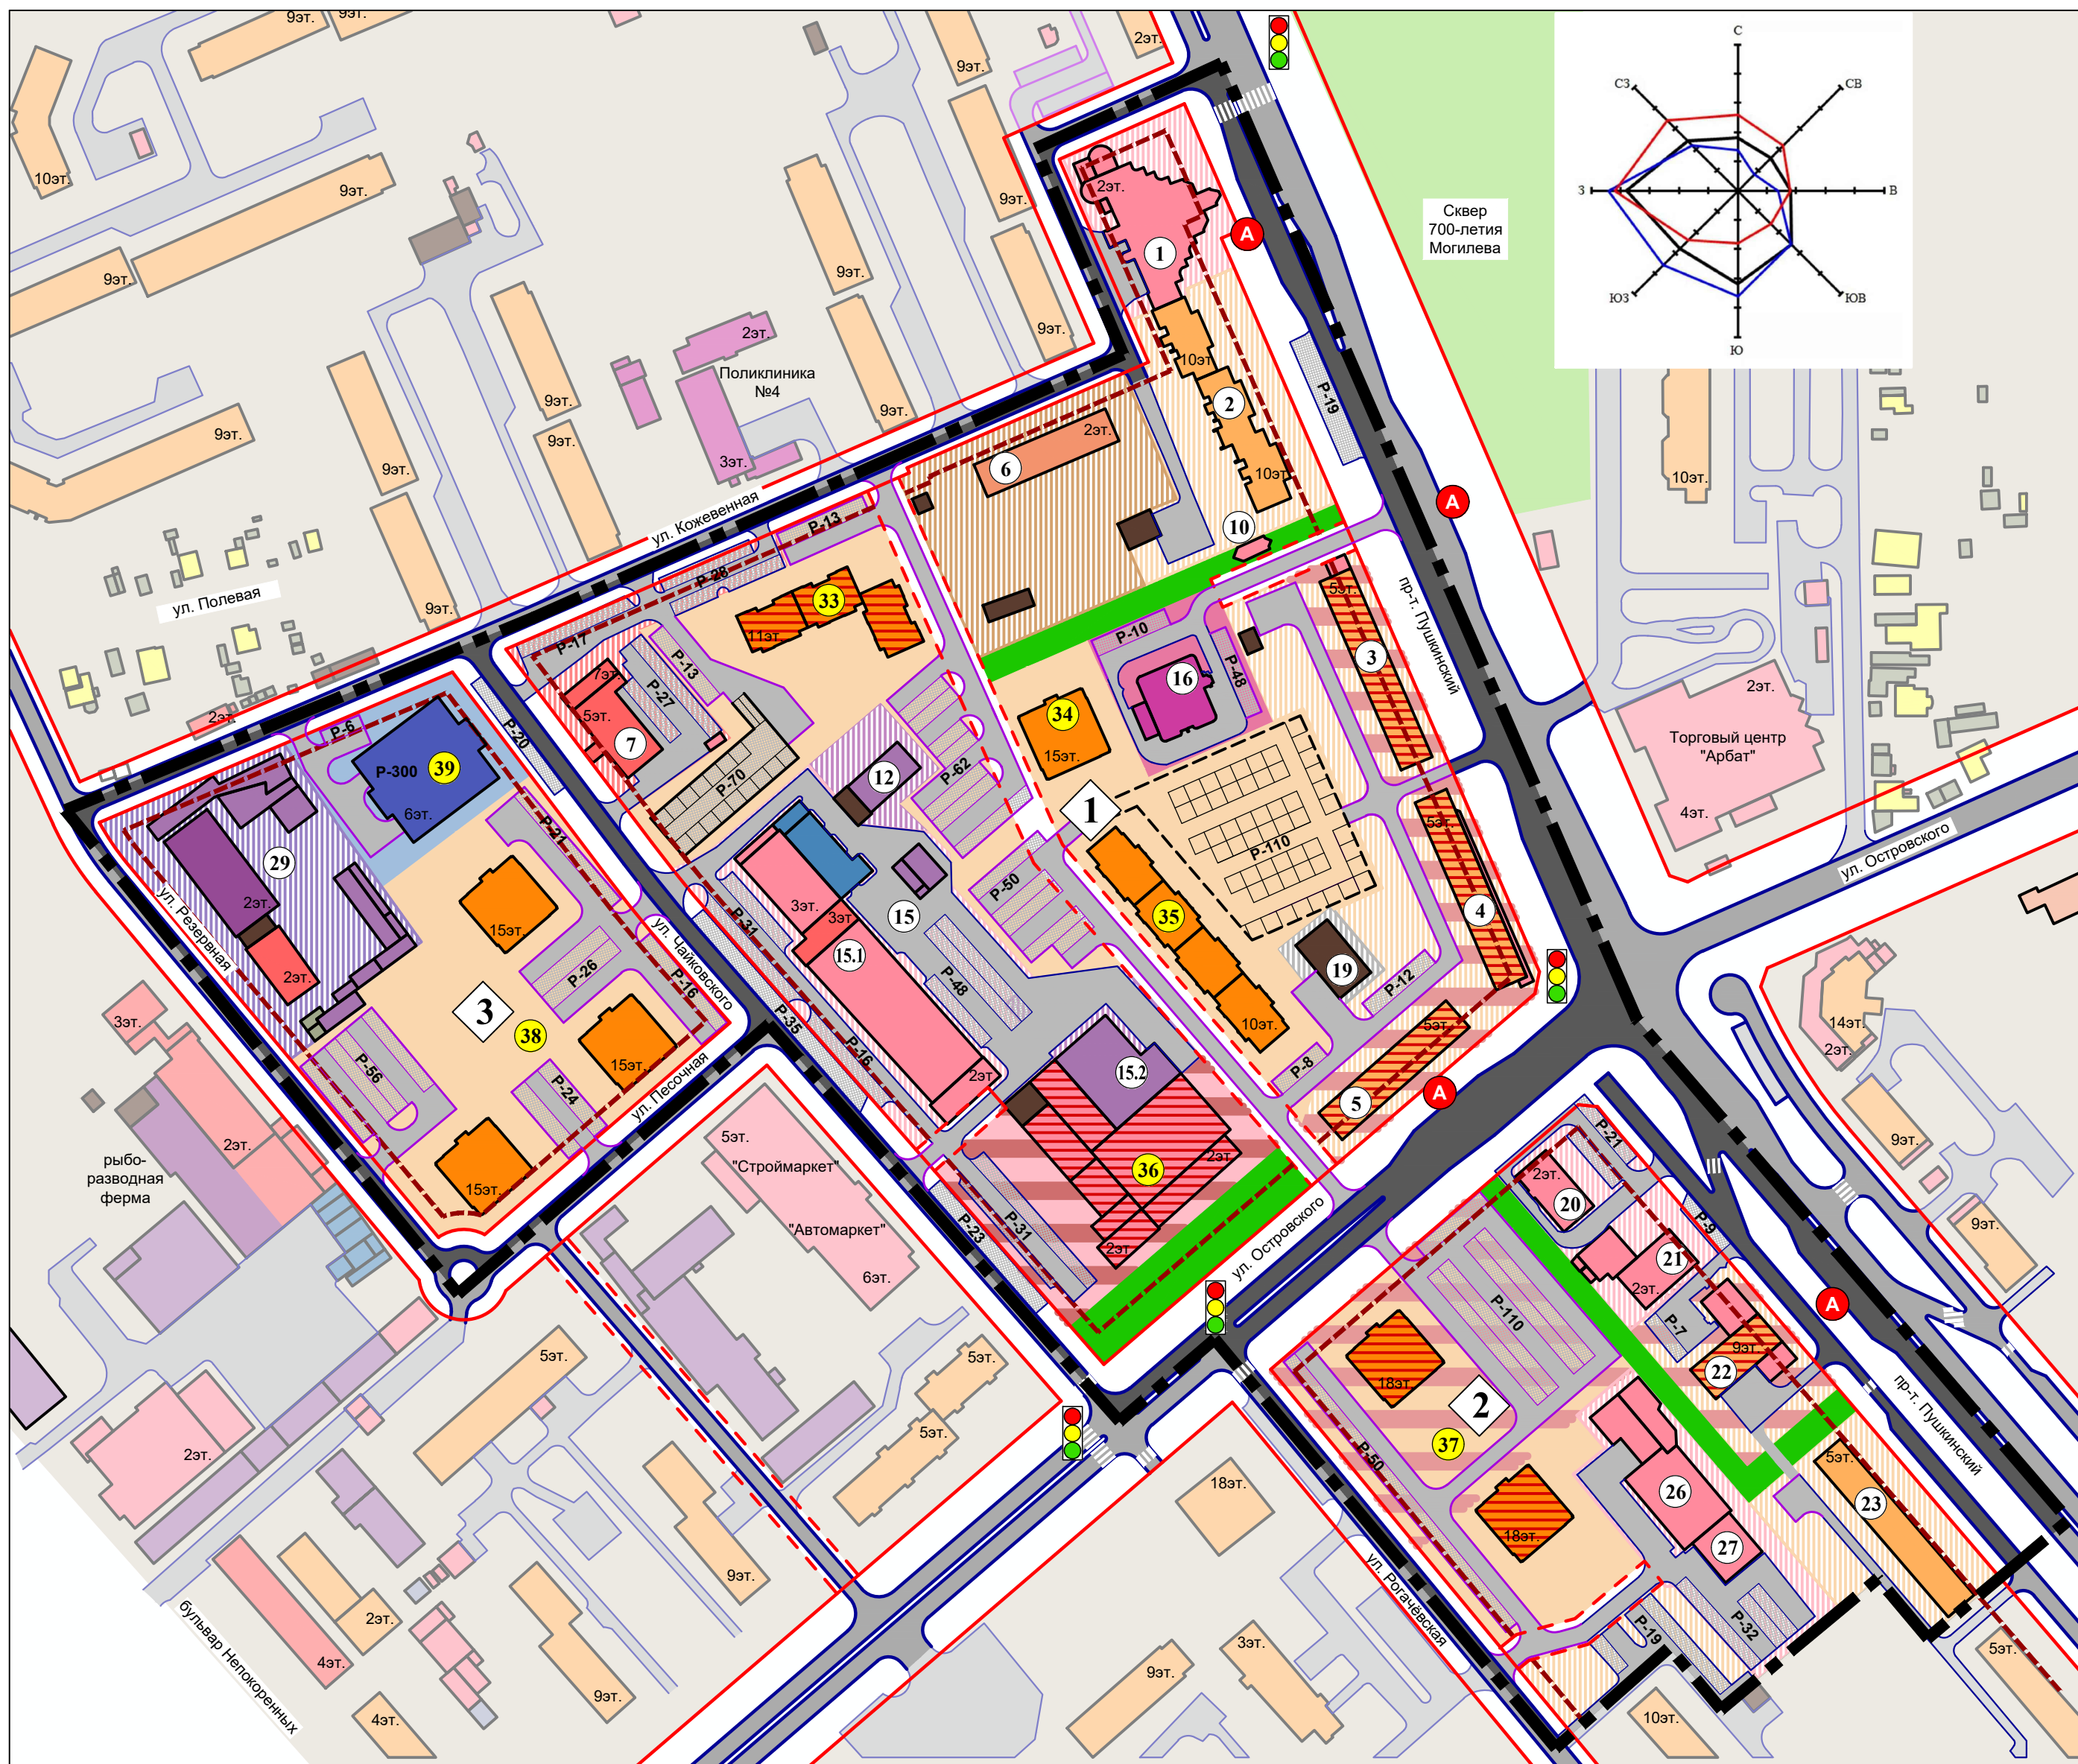 9эт.
9эт.
2эт.
9эт.
10эт.
9эт.
9эт.
9эт.
9эт.
9эт.
9эт.
9эт.
9эт.
9эт.
9эт.
9эт.
9эт.
2эт.
Поликлиника
№4
3эт.
С
СВ
В
ЮВ
Ю
ЮЗ
З
СЗ
Сквер
700-летия
Могилева
2эт.
1
А
10эт.
2
10эт.
Р-19
А
10эт.
6
2эт.
10
ул. Кожевенная
ул. Полевая
Р-13
Р-28
Р-17
33
11эт.
Р-13
Р-27
7эт.
5эт.
7
Р-70
12
Р-62
Р-10
16
Р-48
34
15эт.
1
5эт.
3
пр-т. Пушкинский
5эт.
4
Р-110
35
10эт.
19
Р-12
Р-8
5эт.
5
А
Торговый центр
"Арбат"
2эт.
4эт.
ул. Островского
2эт.
Р-6
Р-300
39
6эт.
Р-20
Р-21
29
2эт.
2эт.
ул. Резервная
15эт.
Р-26
Р-16
3
38
15эт.
Р-56
Р-24
15эт.
ул. Песочная
ул. Чайковского
Р-31
3эт.
3эт.
15.1
15
Р-50
Р-48
Р-35
Р-16
2эт.
15.2
36
2эт.
2эт.
Р-31
Р-23
ул. Островского
3эт.
2эт.
рыбо-
разводная
ферма
5эт.
"Строймаркет"
"Автомаркет"
6эт.
14эт.
2эт.
9эт.
9эт.
Р-21
2эт.
20
Р-9
21
2эт.
Р-7
9эт.
22
А
пр-т. Пушкинский
Р-110
18эт.
2
37
Р-50
18эт.
26
27
5эт.
23
Р-19
Р-32
ул. Рогачёвская
5эт.
10эт.
5эт.
5эт.
5эт.
18эт.
2эт.
9эт.
2эт.
4эт.
9эт.
4эт.
9эт.
3эт.
бульвар Непокоренных